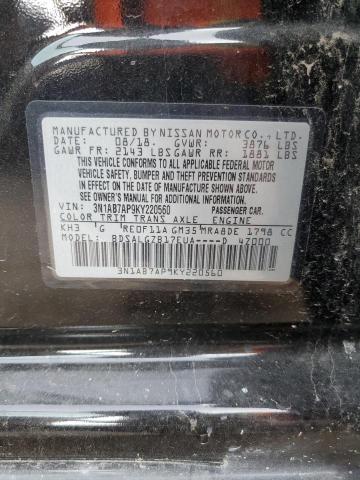 MANUFACTURED BY NISSAN MOTOR CO., LTD.
DATE: 08/18. GVWR: 3876 LBS
GAWR FR: 2143 LBS GAWR RR: 1881 LBS
THIS VEHICLE CONFORMS TO ALL APPLICABLE FEDERAL MOTOR
VEHICLE SAFETY, BUMPER, AND THEFT PREVENTION STANDARDS
IN EFFECT ON THE DATE OF MANUFACTURE SHOWN ABOVE.
SEE OWNER'S MANUAL FOR ADDITIONAL INFORMATION.
VIN: 3N1AB7AP9KY220560 PASSENGER CAR.
COLOR TRIM TRANS AXLE ENGINE
KH3 G RE0F11A GM35 MRA8DE 1798 CC
MODEL: BDSALGZB17EUA----D 4Z000
3N1AB7AP9KY220560